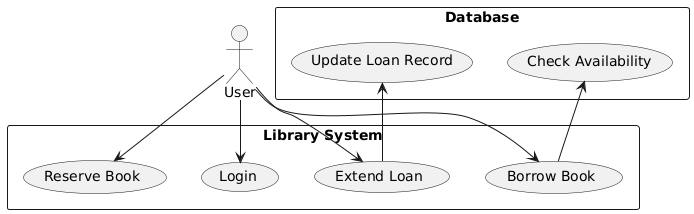 Database
Update Loan Record
Check Availability
User
Library System
Reserve Book
Login
Extend Loan
Borrow Book